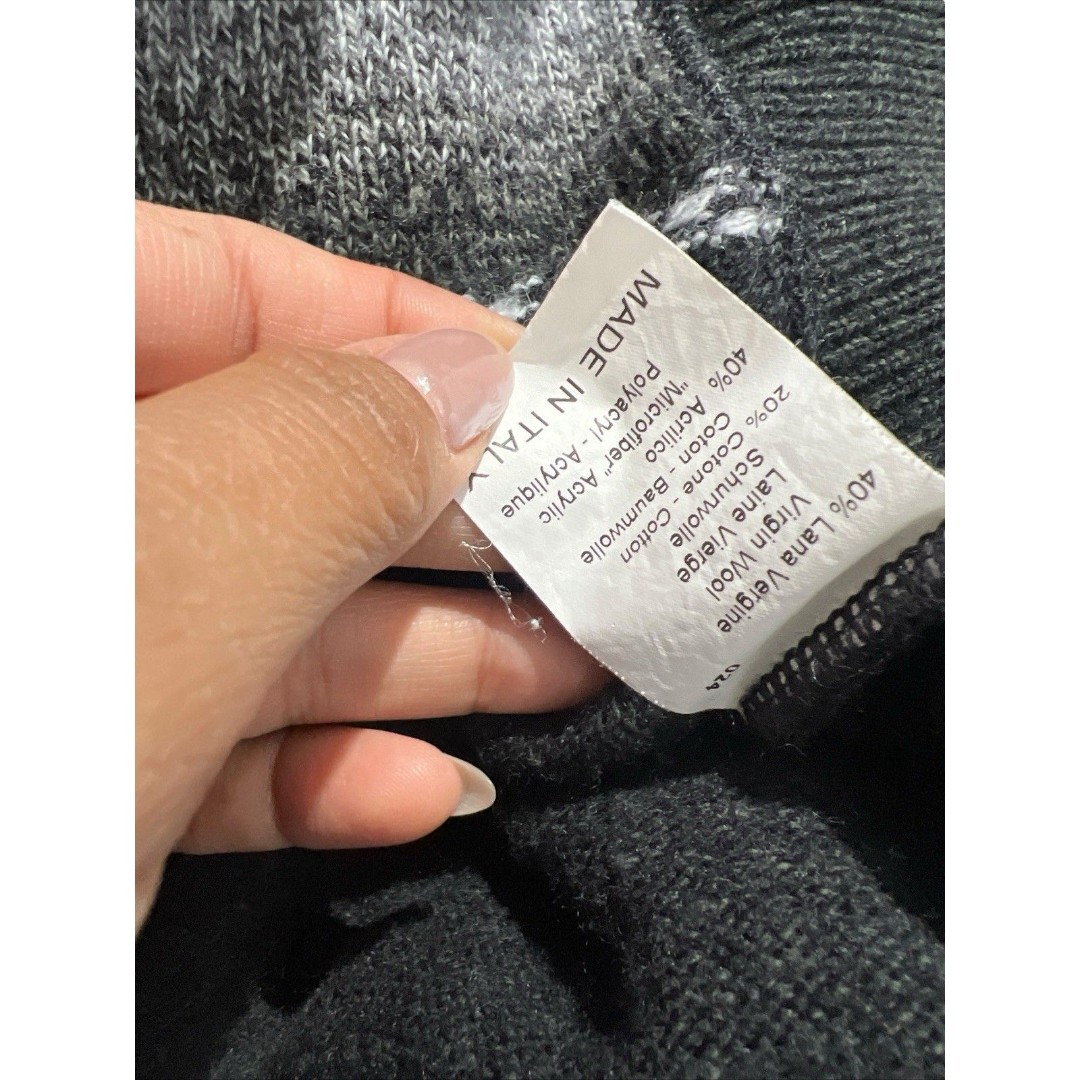 024
40% Lana Vergine
Virgin Wool
Laine Vierge
Schurwolle
20% Cotone - Cotton
Coton - Baumwolle
40% Acrilico
"Microfiber" Acrylic
Polyacryl - Acrylique
MADE IN ITALY